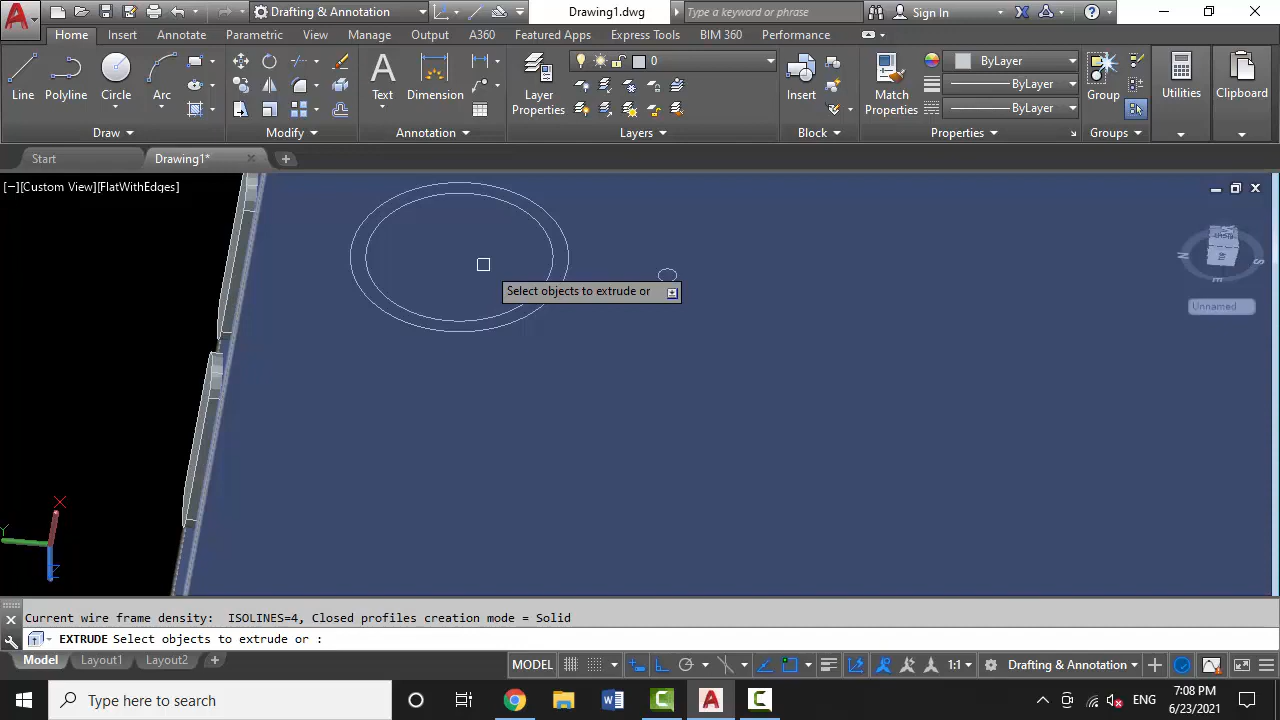 Drafting & Annotation
Drawing1.dwg
Type a keyword or phrase
Sign In
Home
Insert
Annotate
Parametric
View
Manage
Output
A360
Featured Apps
Express Tools
BIM 360
Performance
Line
Polyline
Circle
Arc
Text
Dimension
Layer
Properties
0
Insert
Match
Properties
ByLayer
ByLayer
ByLayer
Group
Utilities
Clipboard
Draw
Modify
Annotation
Layers
Block
Properties
Groups
Start
Drawing1*
[−][Custom View][FlatWithEdges]
N
S
E
Unnamed
Select objects to extrude or
X
Y
Z
Current wire frame density:  ISOLINES=4, Closed profiles creation mode = Solid
EXTRUDE Select objects to extrude or :
Model
Layout1
Layout2
MODEL
1:1
Drafting & Annotation
Type here to search
ENG
7:08 PM
6/23/2021